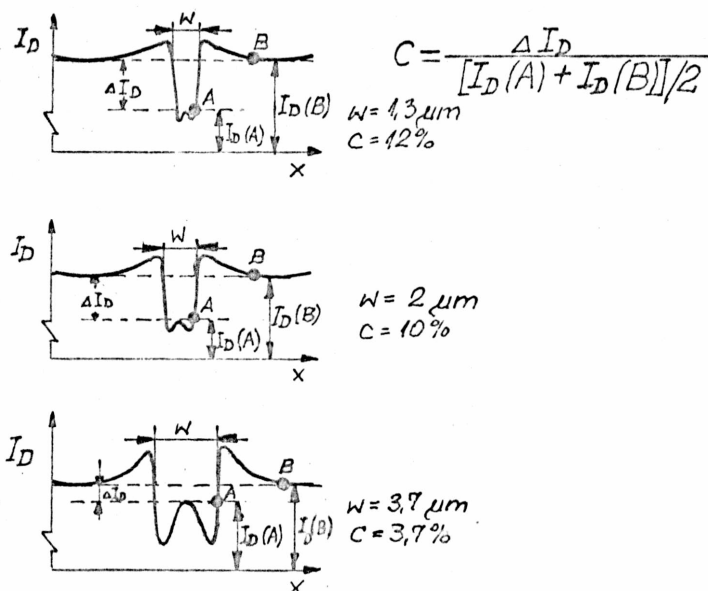 I_D
W
B
ΔI_D
A
I_D(A)
I_D(B)
X
C = ΔI_D / [I_D(A) + I_D(B)]/2
W = 1,3 μm
C = 12%
I_D
W
B
ΔI_D
A
I_D(A)
I_D(B)
X
W = 2 μm
C = 10%
I_D
W
B
ΔI_D
A
I_D(A)
I_D(B)
X
W = 3,7 μm
C = 3,7%